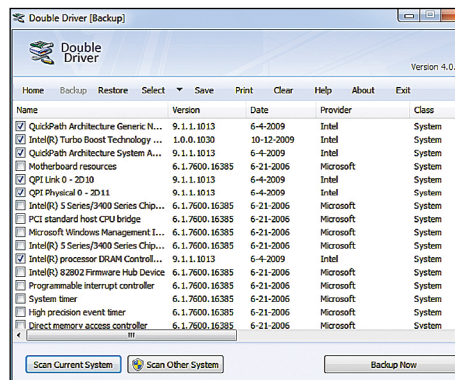 Double Driver [Backup]
Double
Driver
Version 4.0.
Home Backup Restore Select Save Print Clear Help About Exit
Name Version Date Provider Class
QuickPath Architecture Generic N... 9.1.1.1013 6-4-2009 Intel System
Intel(R) Turbo Boost Technology ... 1.0.0.1030 10-12-2009 Intel System
QuickPath Architecture System A... 9.1.1.1013 6-4-2009 Intel System
Motherboard resources 6.1.7600.16385 6-21-2006 Microsoft System
QPI Link 0 - 2D10 9.1.1.1013 6-4-2009 Intel System
QPI Physical 0 - 2D11 9.1.1.1013 6-4-2009 Intel System
Intel(R) 5 Series/3400 Series Chip... 6.1.7600.16385 6-21-2006 Microsoft System
PCI standard host CPU bridge 6.1.7600.16385 6-21-2006 Microsoft System
Microsoft Windows Management I... 6.1.7600.16385 6-21-2006 Microsoft System
Intel(R) 5 Series/3400 Series Chip... 6.1.7600.16385 6-21-2006 Microsoft System
Intel(R) processor DRAM Controll... 9.1.1.1013 6-4-2009 Intel System
Intel(R) 82802 Firmware Hub Device 6.1.7600.16385 6-21-2006 Microsoft System
Programmable interrupt controller 6.1.7600.16385 6-21-2006 Microsoft System
System timer 6.1.7600.16385 6-21-2006 Microsoft System
High precision event timer 6.1.7600.16385 6-21-2006 Microsoft System
Direct memory access controller 6.1.7600.16385 6-21-2006 Microsoft System
Scan Current System Scan Other System Backup Now